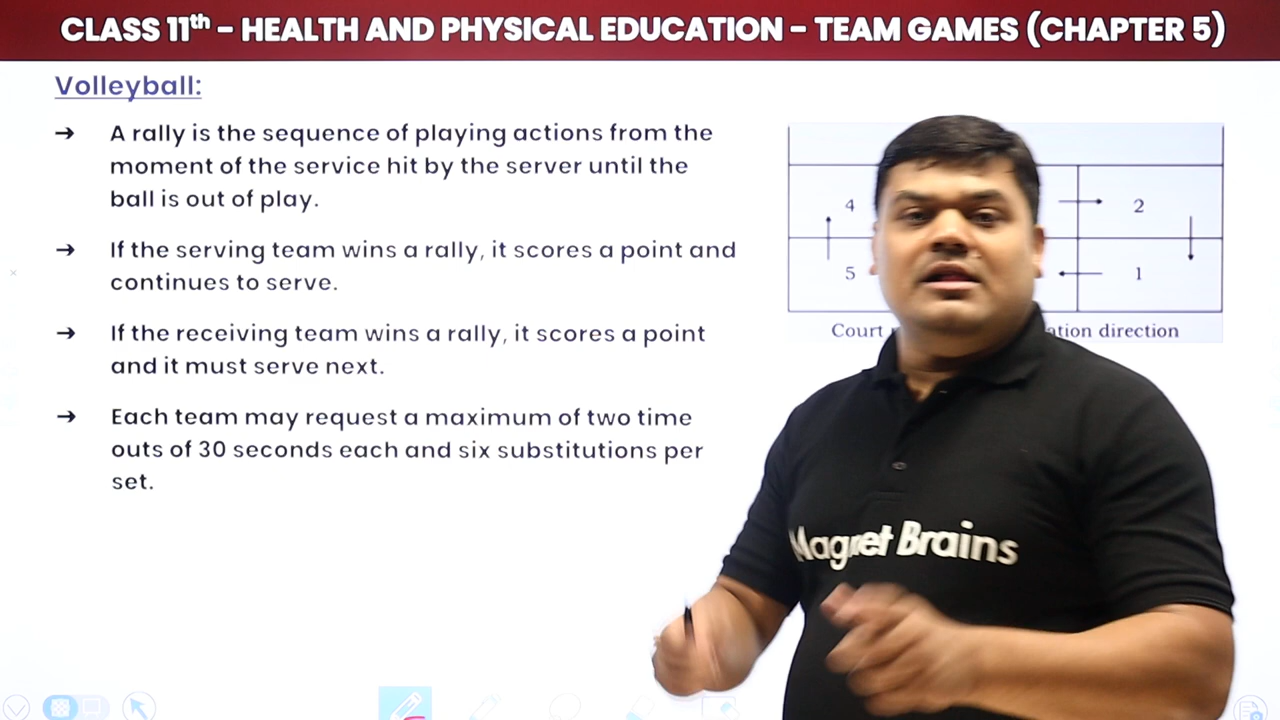 CLASS 11th – HEALTH AND PHYSICAL EDUCATION – TEAM GAMES (CHAPTER 5)
Volleyball:
➔ A rally is the sequence of playing actions from the
moment of the service hit by the server until the
ball is out of play.
➔ If the serving team wins a rally, it scores a point and
continues to serve.
➔ If the receiving team wins a rally, it scores a point
and it must serve next.
➔ Each team may request a maximum of two time
outs of 30 seconds each and six substitutions per
set.
4 2
5 1
Court direction
Magnet Brains